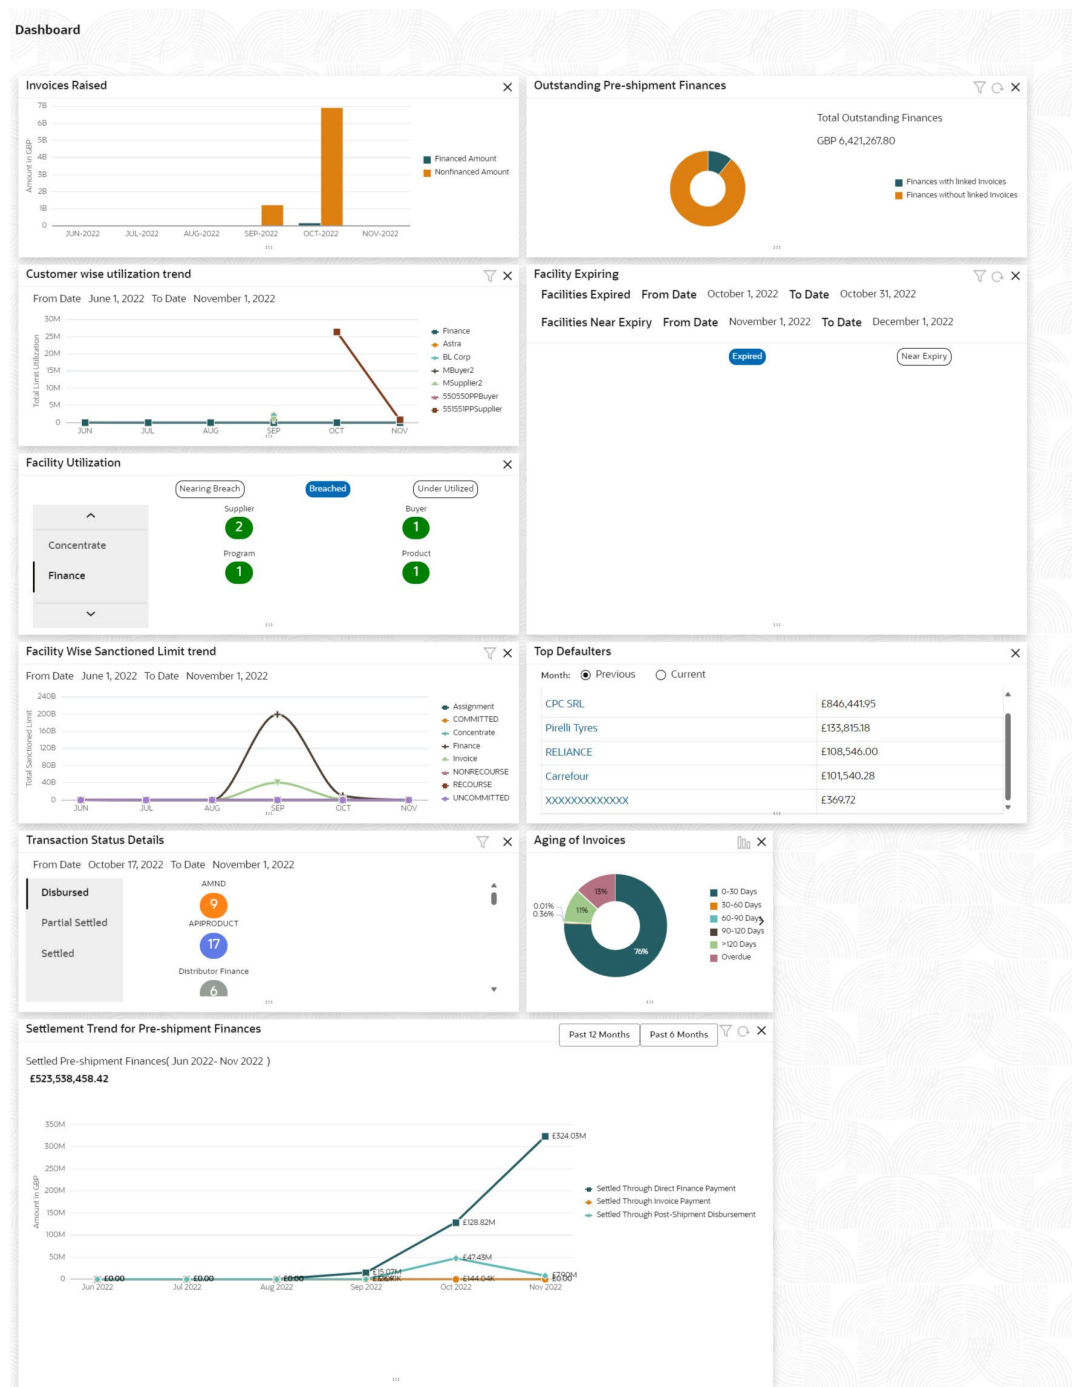 Dashboard
Invoices Raised
7B
6B
5B
4B
3B
2B
1B
0
Amount in GBP
JUN-2022 JUL-2022 AUG-2022 SEP-2022 OCT-2022 NOV-2022
Financed Amount
Nonfinanced Amount
Outstanding Pre-shipment Finances
Total Outstanding Finances
GBP 6,421,267.80
Finances with linked Invoices
Finances without linked Invoices
Customer wise utilization trend
From Date June 1, 2022 To Date November 1, 2022
30M
25M
20M
15M
10M
5M
0
Total Limit Utilization
JUN JUL AUG SEP OCT NOV
Finance
Astra
BL Corp
MBuyer2
MSupplier2
550550PPBuyer
551551PPSupplier
Facility Expiring
Facilities Expired From Date October 1, 2022 To Date October 31, 2022
Facilities Near Expiry From Date November 1, 2022 To Date December 1, 2022
Expired Near Expiry
Facility Utilization
Nearing Breach Breached Under Utilized
Concentrate
Finance
Supplier Buyer
2 1
Program Product
1 1
Facility Wise Sanctioned Limit trend
From Date June 1, 2022 To Date November 1, 2022
240B
200B
160B
120B
80B
40B
0
Total Sanctioned Limit
JUN JUL AUG SEP OCT NOV
Assignment
COMMITTED
Concentrate
Finance
Invoice
NONRECOURSE
RECOURSE
UNCOMMITTED
Top Defaulters
Month: Previous Current
CPC SRL £846,441.95
Pirelli Tyres £133,815.18
RELIANCE £108,546.00
Carrefour £101,540.28
XXXXXXXXXXXXX £369.72
Transaction Status Details
From Date October 17, 2022 To Date November 1, 2022
Disbursed
Partial Settled
Settled
AMND
9
APIPRODUCT
17
Distributor Finance
6
Aging of Invoices
13%
0.01%
0.36%
11%
76%
0-30 Days
30-60 Days
60-90 Days
90-120 Days
>120 Days
Overdue
Settlement Trend for Pre-shipment Finances
Past 12 Months Past 6 Months
Settled Pre-shipment Finances( Jun 2022- Nov 2022 )
£523,538,458.42
350M
300M
250M
200M
150M
100M
50M
0
Amount in GBP
£324.03M
£128.82M
£47.43M
£15.07M
£7.90M
£0.00 £0.00 £0.00 £144.04K £0.00
Jun 2022 Jul 2022 Aug 2022 Sep 2022 Oct 2022 Nov 2022
Settled Through Direct Finance Payment
Settled Through Invoice Payment
Settled Through Post-Shipment Disbursement